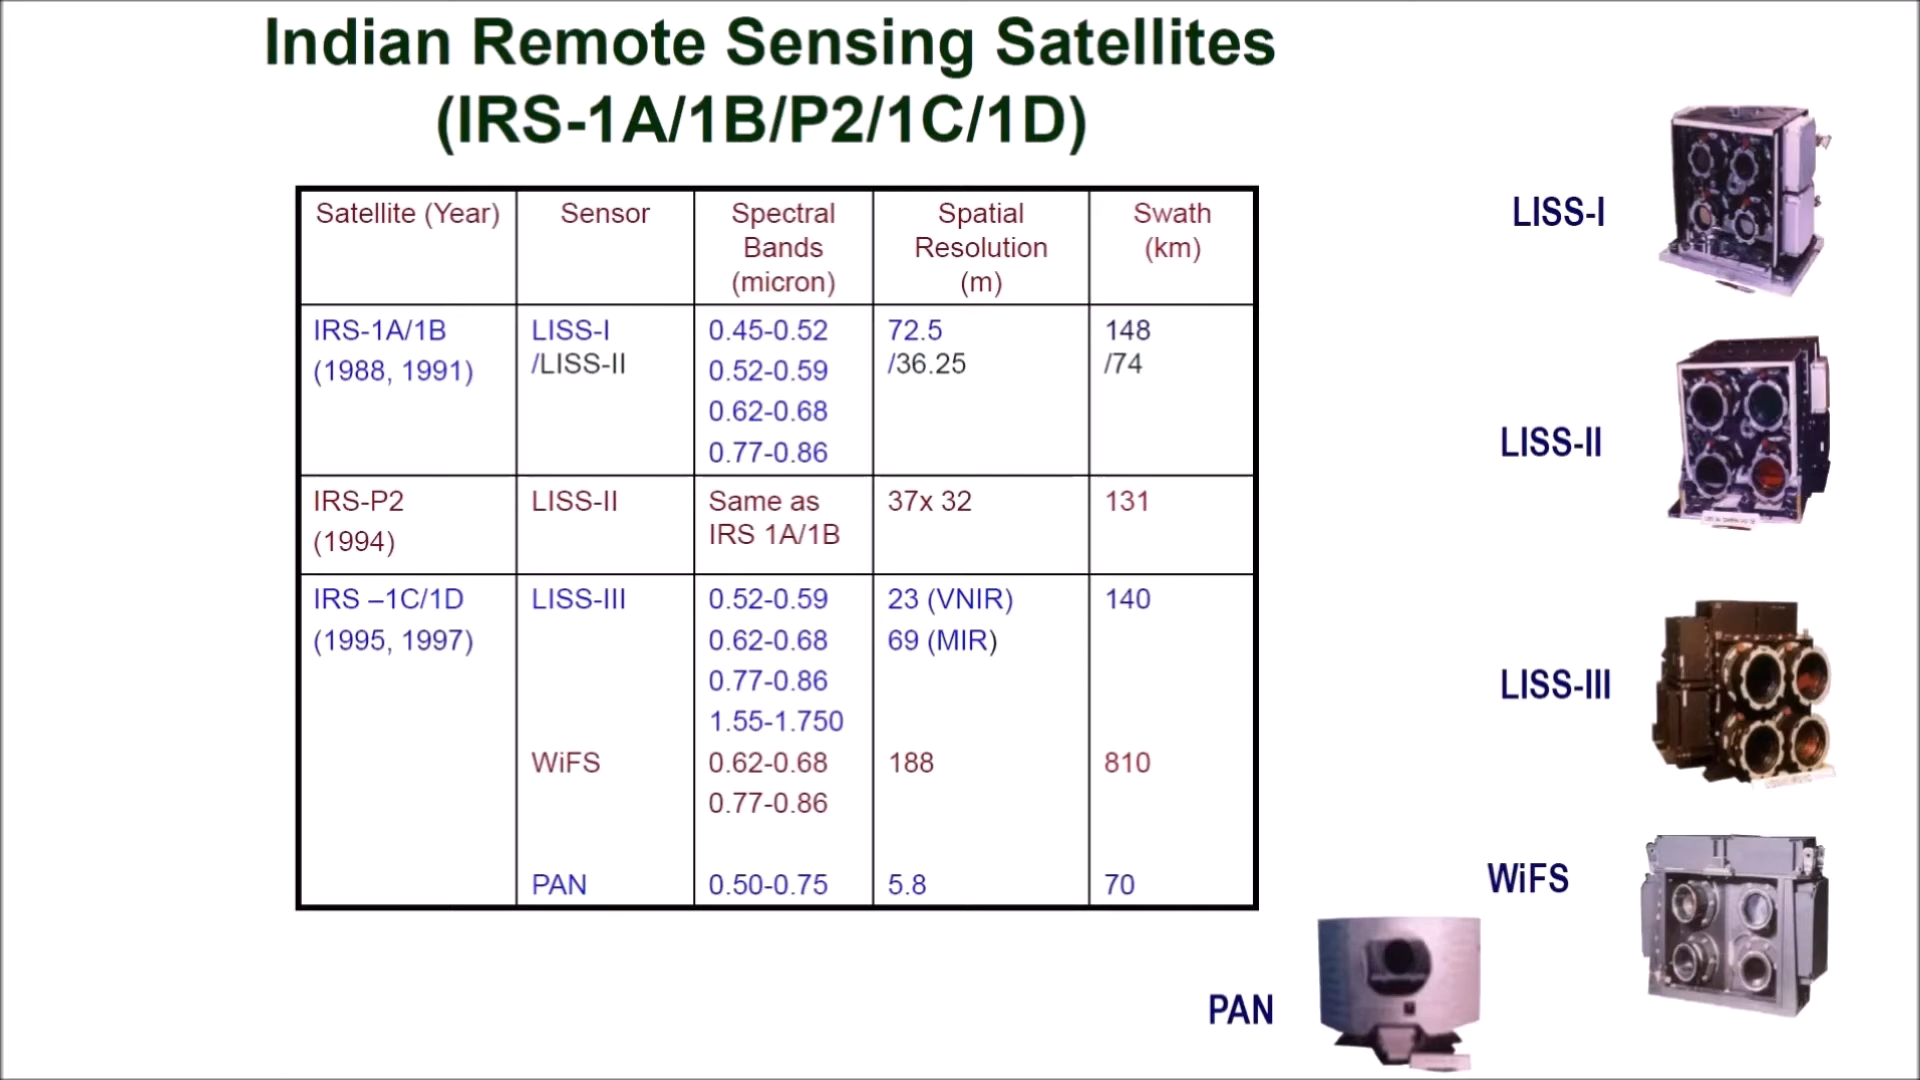 Indian Remote Sensing Satellites
(IRS-1A/1B/P2/1C/1D)
Satellite (Year)
Sensor
Spectral
Bands
(micron)
Spatial
Resolution
(m)
Swath
(km)
IRS-1A/1B
(1988, 1991)
LISS-I
/LISS-II
0.45-0.52
0.52-0.59
0.62-0.68
0.77-0.86
72.5
/36.25
148
/74
IRS-P2
(1994)
LISS-II
Same as
IRS 1A/1B
37x 32
131
IRS –1C/1D
(1995, 1997)
LISS-III
0.52-0.59
0.62-0.68
0.77-0.86
1.55-1.750
23 (VNIR)
69 (MIR)
140
WiFS
0.62-0.68
0.77-0.86
188
810
PAN
0.50-0.75
5.8
70
LISS-I
LISS-II
LISS-III
WiFS
PAN